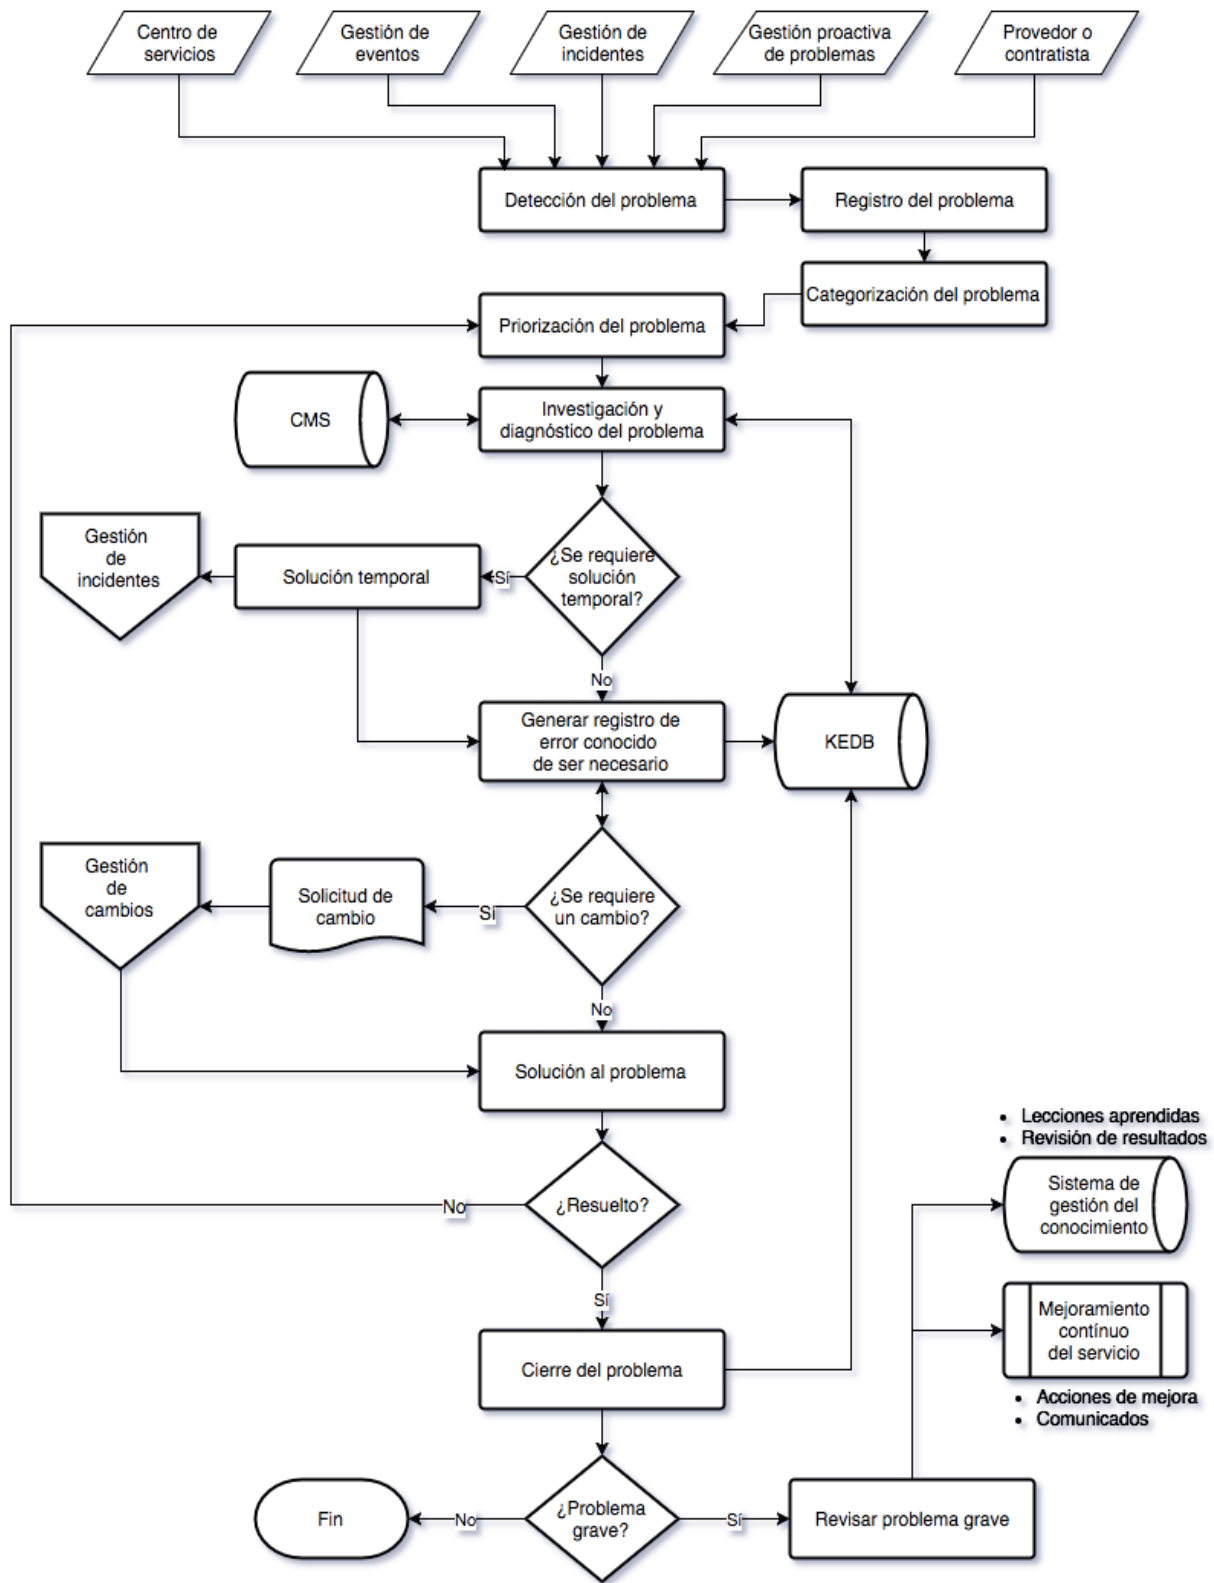 Centro de
servicios
Gestión de
eventos
Gestión de
incidentes
Gestión proactiva
de problemas
Provedor o
contratista
Detección del problema
Registro del problema
Categorización del problema
Priorización del problema
CMS
Investigación y
diagnóstico del problema
Gestión
de
incidentes
Solución temporal
Sí
¿Se requiere
solución
temporal?
No
Generar registro de
error conocido
de ser necesario
KEDB
Gestión
de
cambios
Solicitud de
cambio
Sí
¿Se requiere
un cambio?
No
Solución al problema
• Lecciones aprendidas
• Revisión de resultados
No
¿Resuelto?
Sistema de
gestión del
conocimiento
Sí
Mejoramiento
contínuo
del servicio
Cierre del problema
• Acciones de mejora
• Comunicados
Fin
No
¿Problema
grave?
Sí
Revisar problema grave